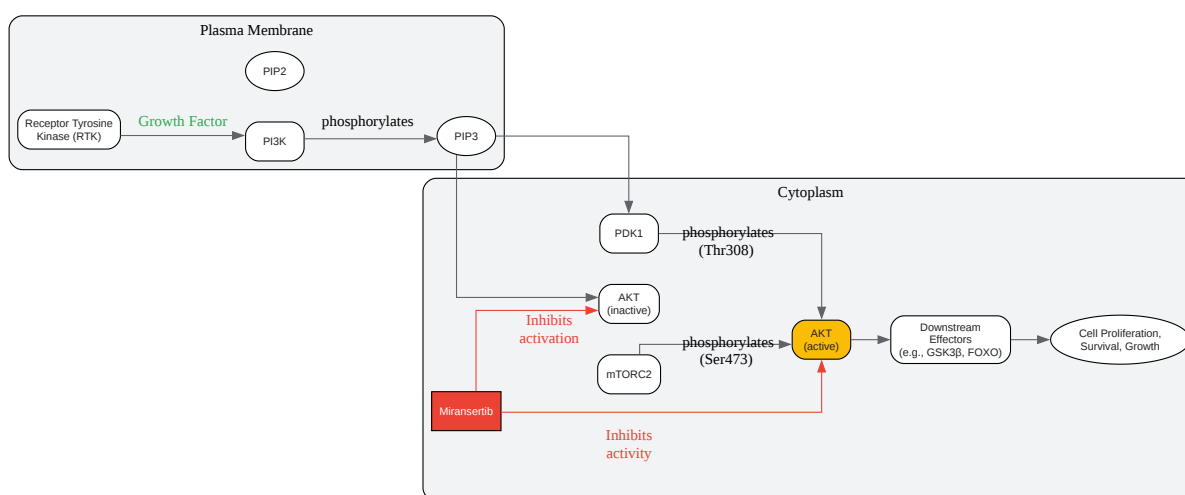 Plasma Membrane
PIP2
Receptor Tyrosine
Kinase (RTK)
Growth Factor
PI3K
phosphorylates
PIP3
Cytoplasm
PDK1
phosphorylates
(Thr308)
AKT
(inactive)
Inhibits
activation
mTORC2
phosphorylates
(Ser473)
AKT
(active)
Downstream
Effectors
(e.g., GSK3β, FOXO)
Cell Proliferation,
Survival, Growth
Miransertib
Inhibits
activity